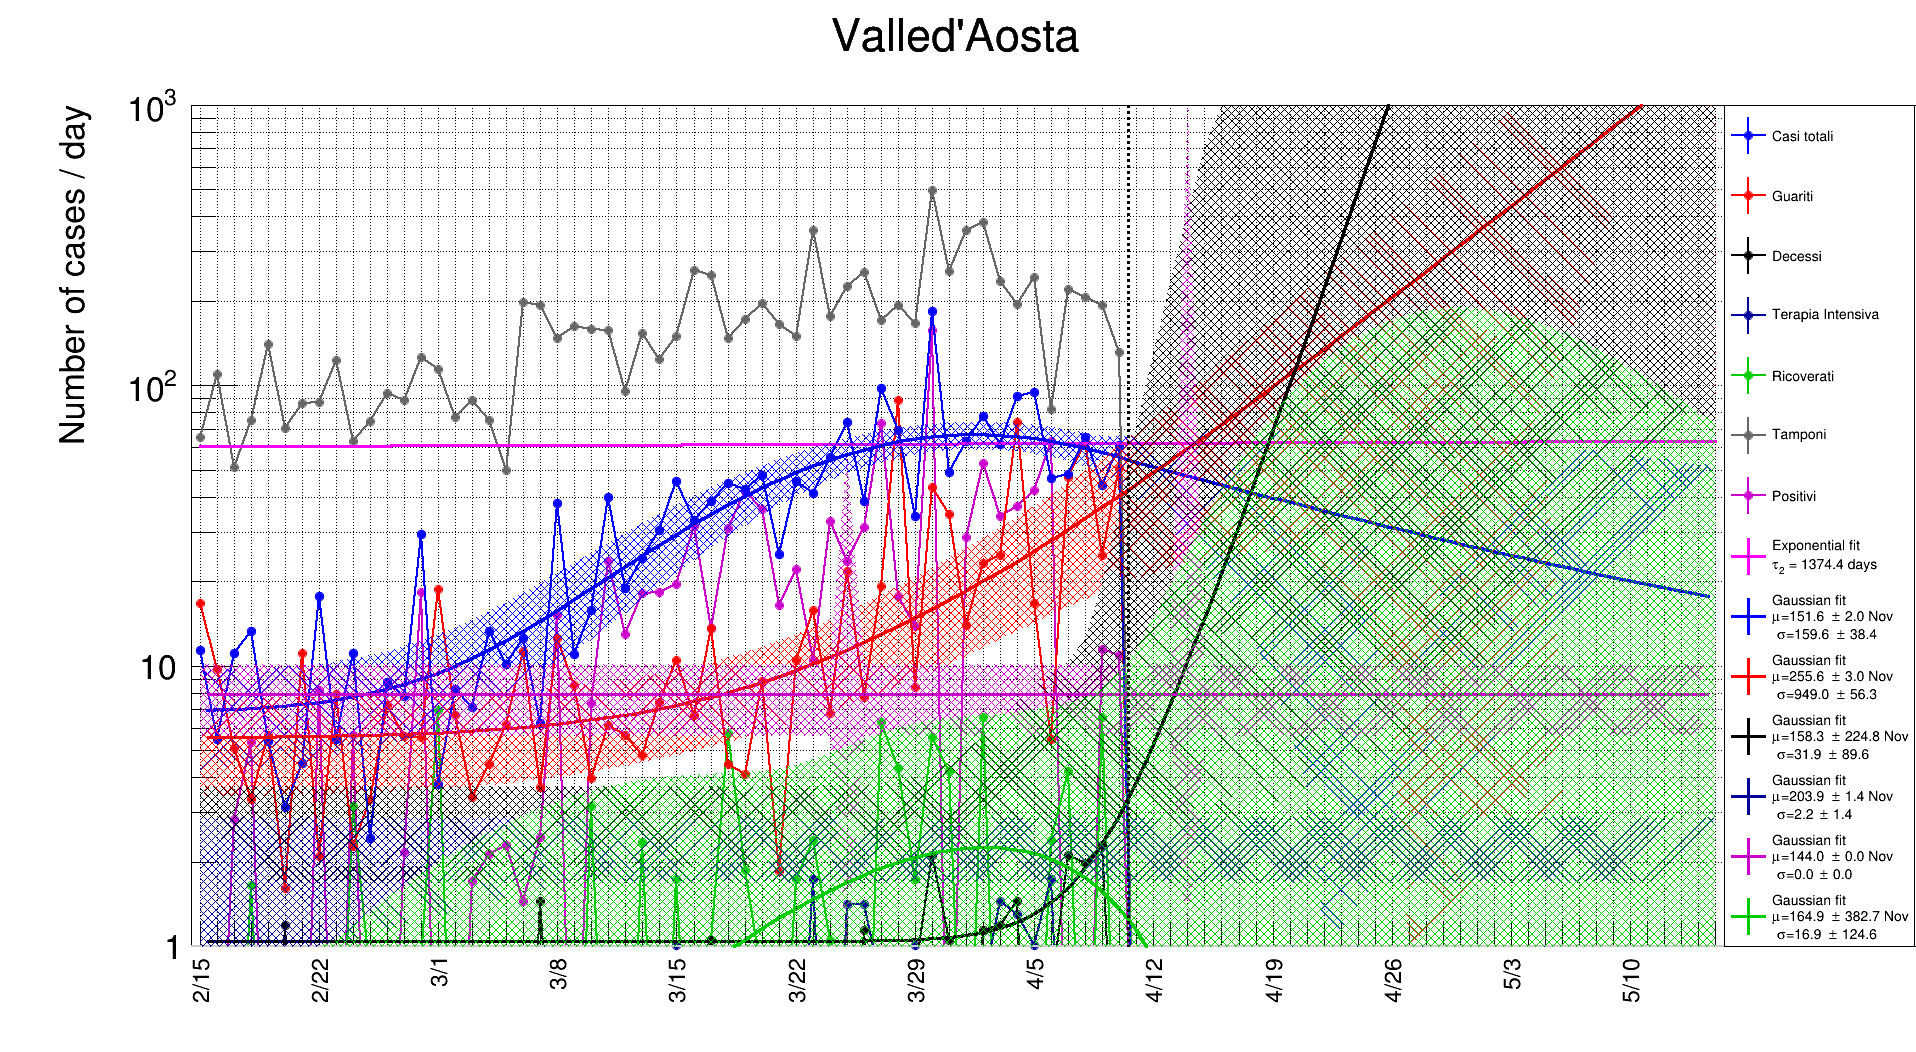 Valled'Aosta
Number of cases / day
10³
10²
10
1
2/15
2/22
3/1
3/8
3/15
3/22
3/29
4/5
4/12
4/19
4/26
5/3
5/10
Casi totali
Guariti
Decessi
Terapia Intensiva
Ricoverati
Tamponi
Positivi
Exponential fit
τ₂ = 1374.4 days
Gaussian fit
μ=151.6 ± 2.0 Nov
σ=159.6 ± 38.4
Gaussian fit
μ=255.6 ± 3.0 Nov
σ=949.0 ± 56.3
Gaussian fit
μ=158.3 ± 224.8 Nov
σ=31.9 ± 89.6
Gaussian fit
μ=203.9 ± 1.4 Nov
σ=2.2 ± 1.4
Gaussian fit
μ=144.0 ± 0.0 Nov
σ=0.0 ± 0.0
Gaussian fit
μ=164.9 ± 382.7 Nov
σ=16.9 ± 124.6